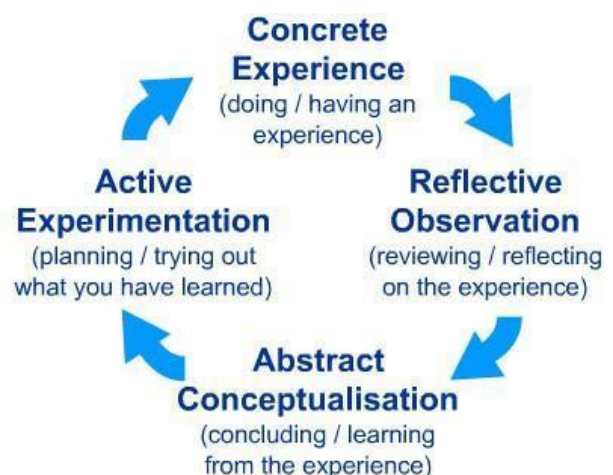 Concrete
Experience
(doing / having an
experience)
Reflective
Observation
(reviewing / reflecting
on the experience)
Abstract
Conceptualisation
(concluding / learning
from the experience)
Active
Experimentation
(planning / trying out
what you have learned)